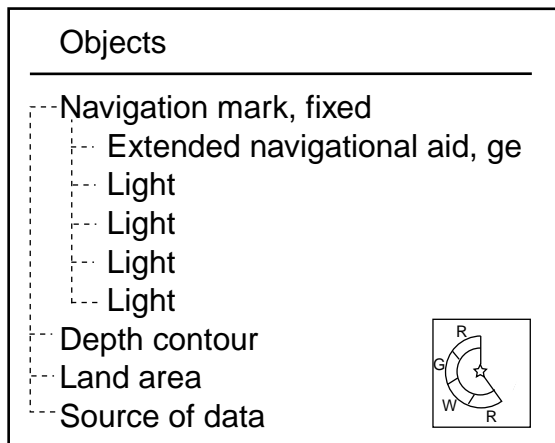 Objects
Navigation mark, fixed
Extended navigational aid, ge
Light
Light
Light
Light
Depth contour
Land area
Source of data
R
G
W
R